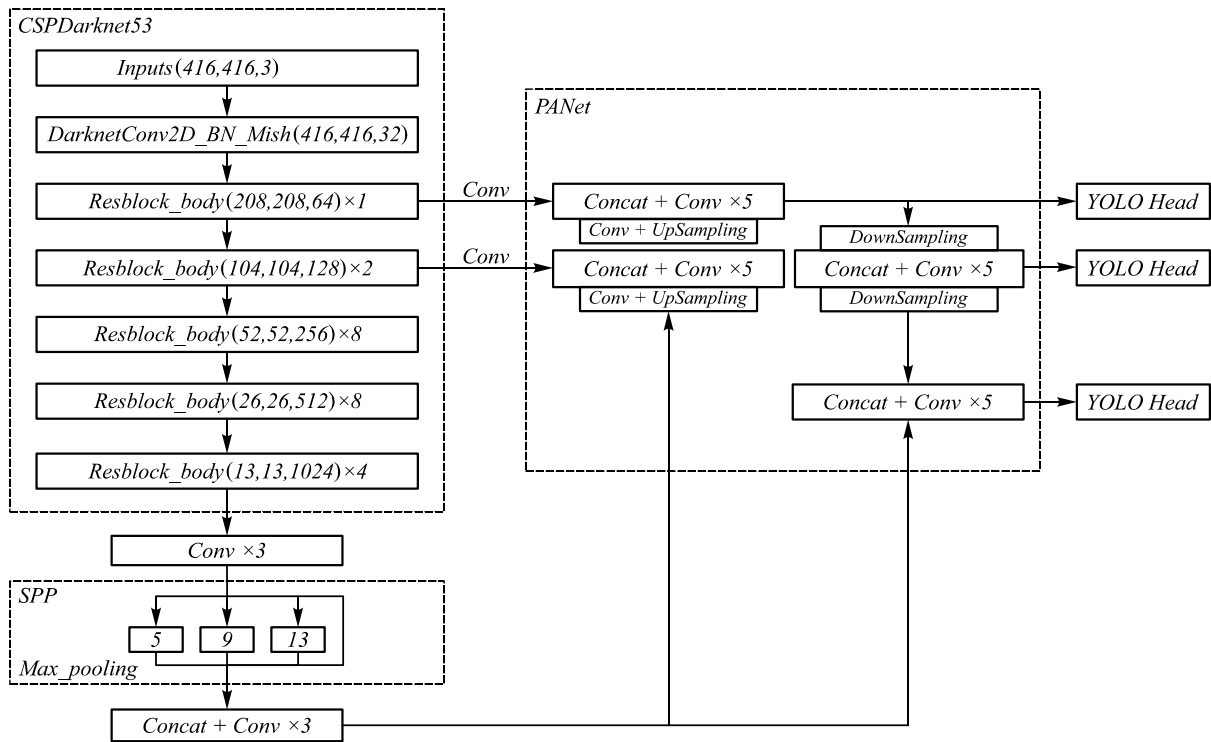 CSPDarknet53
Inputs(416,416,3)
DarknetConv2D_BN_Mish(416,416,32)
Resblock_body(208,208,64)×1
Resblock_body(104,104,128)×2
Resblock_body(52,52,256)×8
Resblock_body(26,26,512)×8
Resblock_body(13,13,1024)×4
Conv ×3
SPP
5
9
13
Max_pooling
Concat + Conv ×3
Conv
Conv
PANet
Concat + Conv ×5
Conv + UpSampling
Concat + Conv ×5
Conv + UpSampling
DownSampling
Concat + Conv ×5
DownSampling
Concat + Conv ×5
YOLO Head
YOLO Head
YOLO Head